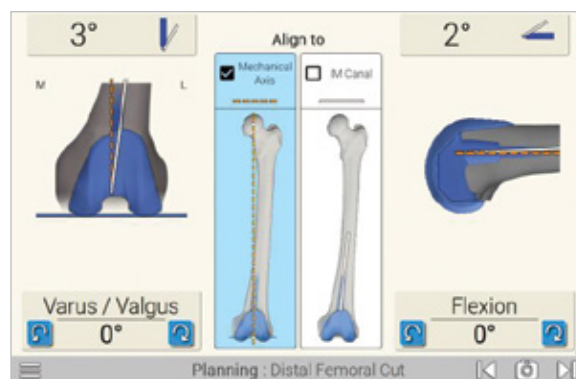 3°
Align to
2°
Mechanical
Axis
IM Canal
M
L
Varus / Valgus
0°
Flexion
0°
Planning : Distal Femoral Cut